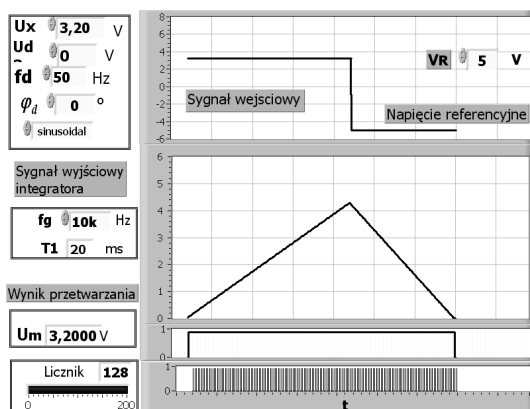 Ux 3,20 V
Ud 0 V
fd 50 Hz
φd 0 °
sinusoidal
Sygnał wyjściowy
integratora
fg 10k Hz
T1 20 ms
Wynik przetwarzania
Um 3,2000 V
Licznik 128
0 200
8
6
4
2
0
-2
-4
-6
VR 5 V
Sygnał wejsciowy
Napięcie referencyjne
6
5
4
3
2
1
0
1
0
1
0
t